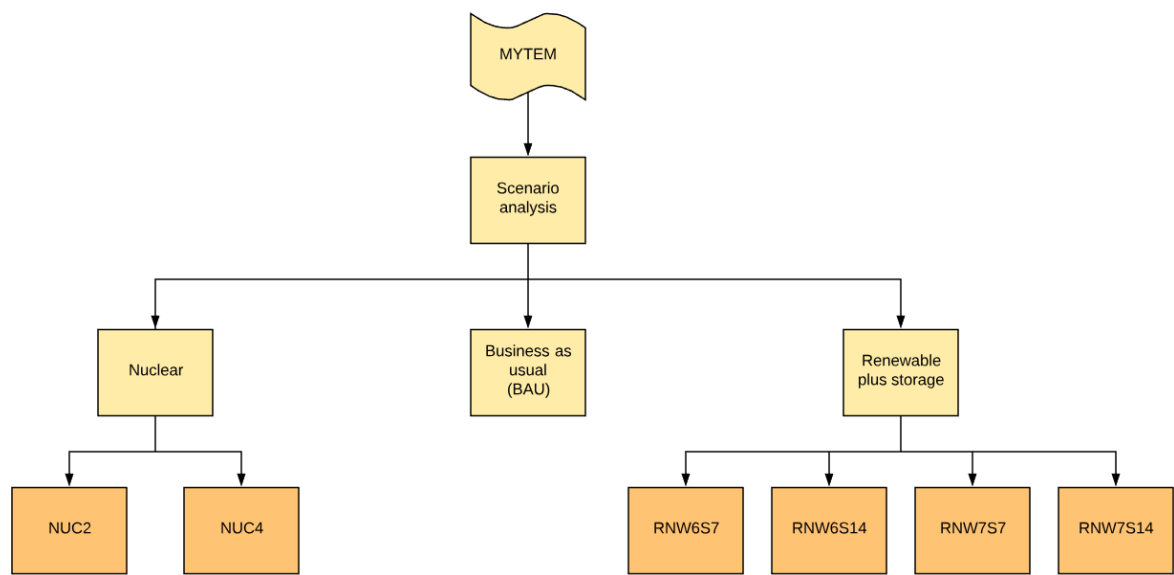 MYTEM
Scenario
analysis
Nuclear
Business as
usual
(BAU)
Renewable
plus storage
NUC2
NUC4
RNW6S7
RNW6S14
RNW7S7
RNW7S14